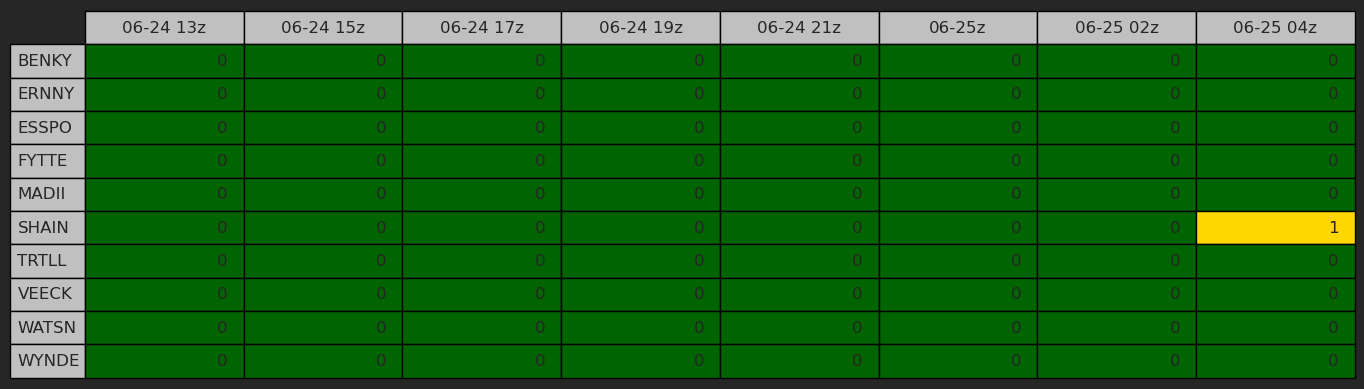 06-24 13z 06-24 15z 06-24 17z 06-24 19z 06-24 21z 06-25z 06-25 02z 06-25 04z
BENKY 0 0 0 0 0 0 0 0
ERNNY 0 0 0 0 0 0 0 0
ESSPO 0 0 0 0 0 0 0 0
FYTTE 0 0 0 0 0 0 0 0
MADII 0 0 0 0 0 0 0 0
SHAIN 0 0 0 0 0 0 0 1
TRTLL 0 0 0 0 0 0 0 0
VEECK 0 0 0 0 0 0 0 0
WATSN 0 0 0 0 0 0 0 0
WYNDE 0 0 0 0 0 0 0 0